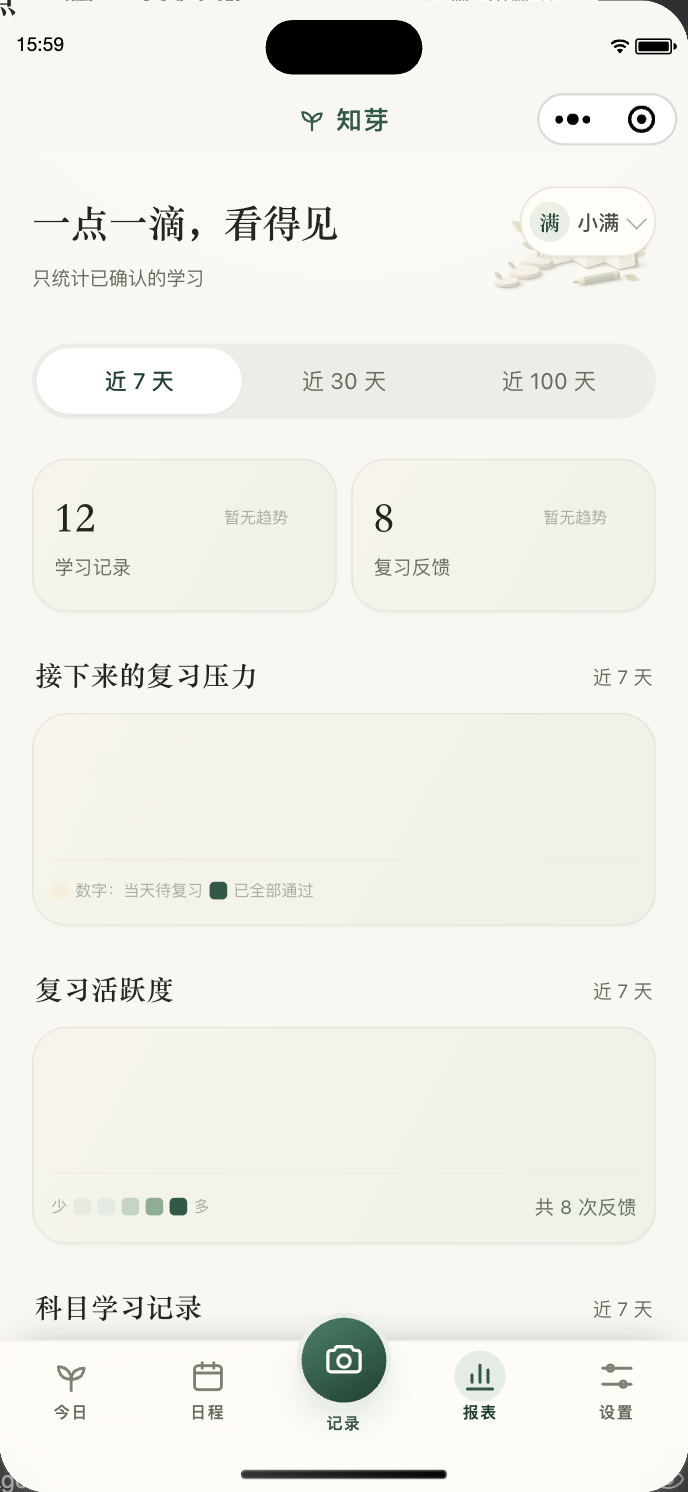 15:59
知芽
一点一滴，看得见
满 小满
只统计已确认的学习
近 7 天 近 30 天 近 100 天
12 暂无趋势 8 暂无趋势
学习记录 复习反馈
接下来的复习压力 近 7 天
数字：当天待复习 已全部通过
复习活跃度 近 7 天
少 多 共 8 次反馈
科目学习记录 近 7 天
今日 日程 记录 报表 设置